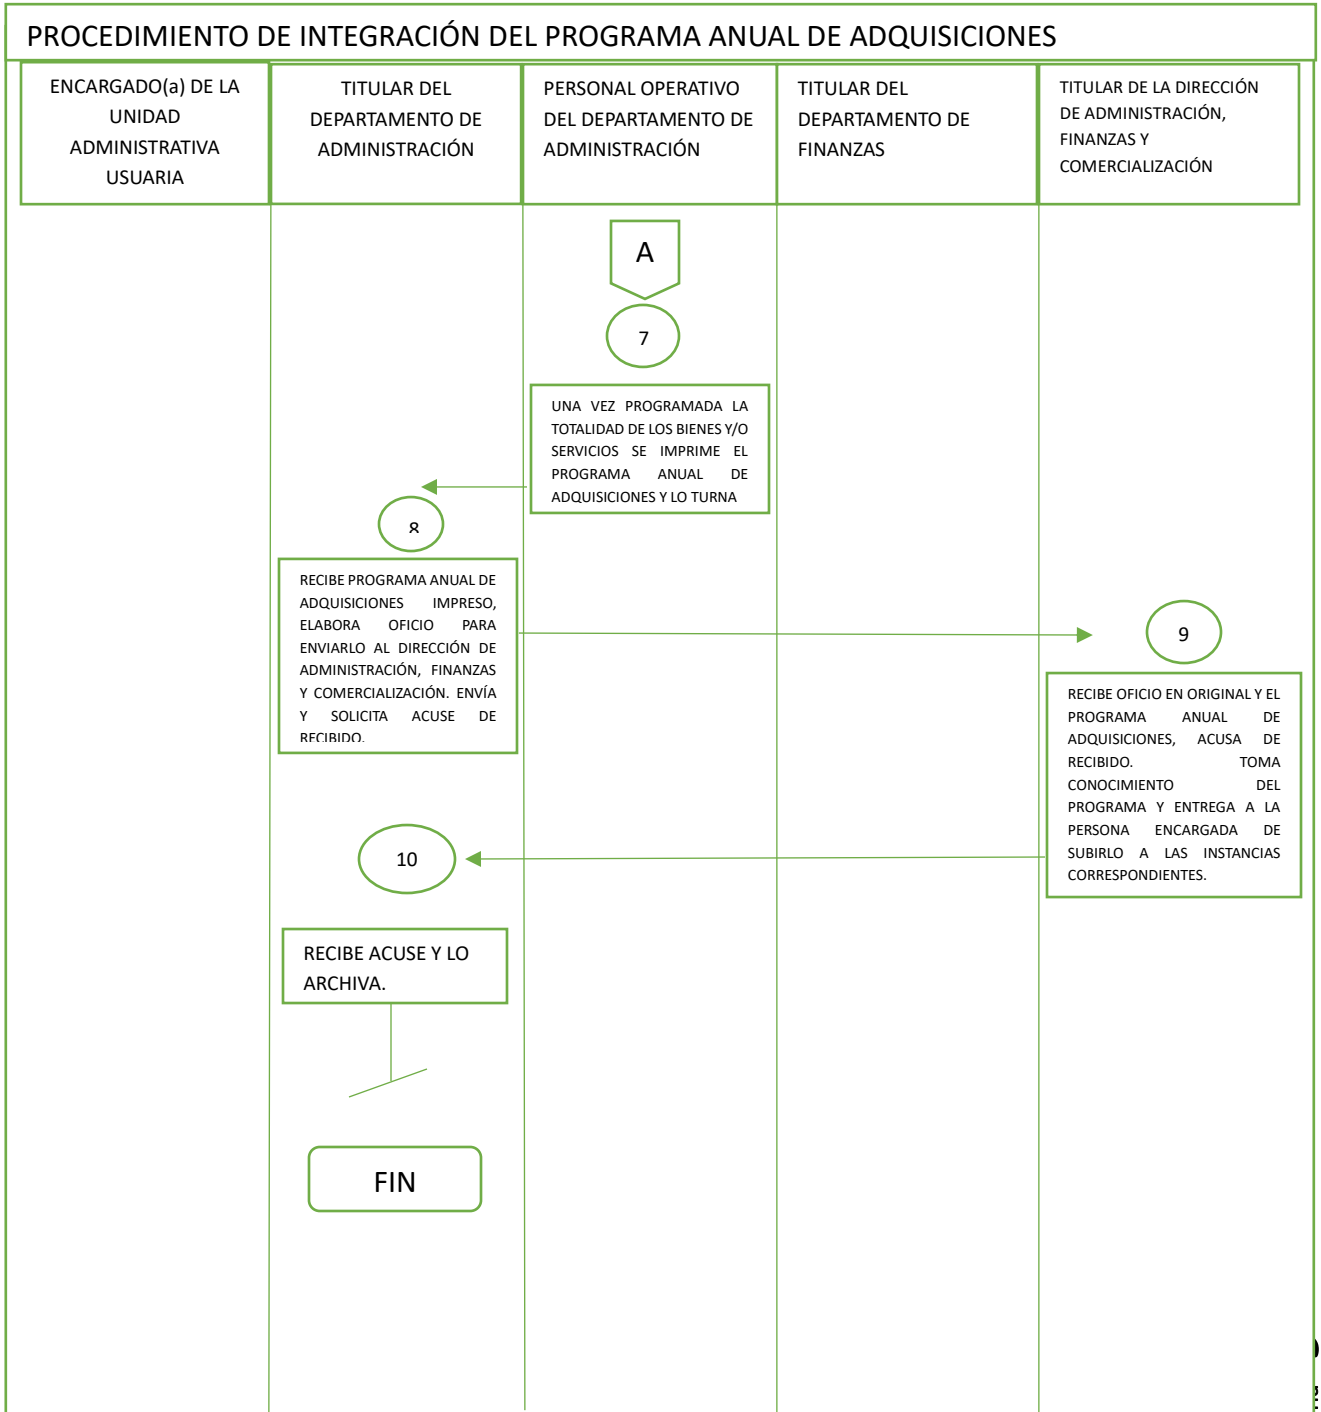 PROCEDIMIENTO DE INTEGRACIÓN DEL PROGRAMA ANUAL DE ADQUISICIONES
ENCARGADO(a) DE LA
UNIDAD
ADMINISTRATIVA
USUARIA
TITULAR DEL
DEPARTAMENTO DE
ADMINISTRACIÓN
PERSONAL OPERATIVO
DEL DEPARTAMENTO DE
ADMINISTRACIÓN
TITULAR DEL
DEPARTAMENTO DE
FINANZAS
TITULAR DE LA DIRECCIÓN
DE ADMINISTRACIÓN,
FINANZAS Y
COMERCIALIZACIÓN
A
7
UNA VEZ PROGRAMADA LA
TOTALIDAD DE LOS BIENES Y/O
SERVICIOS SE IMPRIME EL
PROGRAMA ANUAL DE
ADQUISICIONES Y LO TURNA
8
RECIBE PROGRAMA ANUAL DE
ADQUISICIONES IMPRESO,
ELABORA OFICIO PARA
ENVIARLO AL DIRECCIÓN DE
ADMINISTRACIÓN, FINANZAS
Y COMERCIALIZACIÓN. ENVÍA
Y SOLICITA ACUSE DE
RECIBIDO.
9
RECIBE OFICIO EN ORIGINAL Y EL
PROGRAMA ANUAL DE
ADQUISICIONES, ACUSA DE
RECIBIDO. TOMA
CONOCIMIENTO DEL
PROGRAMA Y ENTREGA A LA
PERSONA ENCARGADA DE
SUBIRLO A LAS INSTANCIAS
CORRESPONDIENTES.
10
RECIBE ACUSE Y LO
ARCHIVA.
FIN